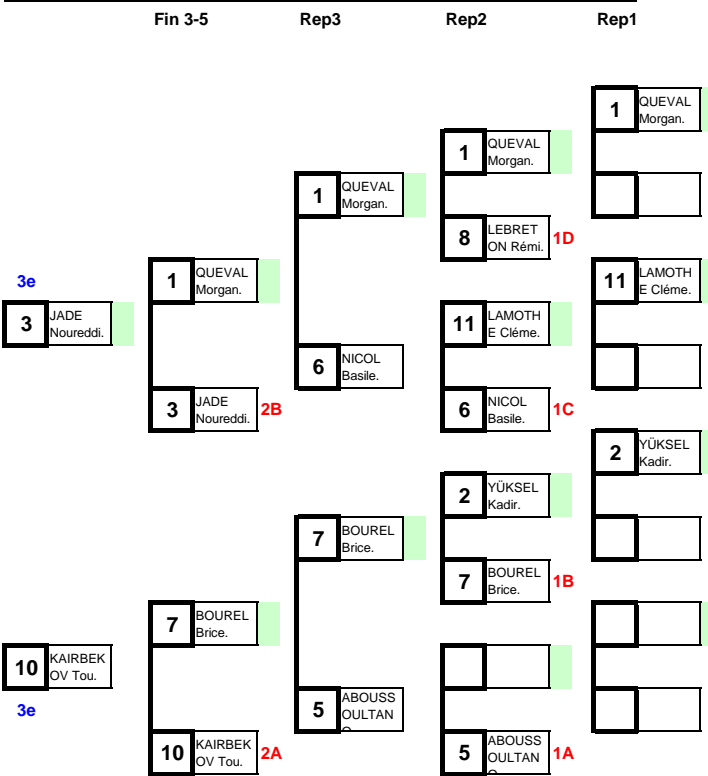 Fin 3-5 Rep3 Rep2 Rep1
1 QUEVAL
Morgan.
1 QUEVAL
Morgan.
1 QUEVAL
Morgan.
8 LEBRET
ON Rémi. 1D
3e
1 QUEVAL
Morgan.
11 LAMOTH
E Cléme.
3 JADE
Noureddi.
11 LAMOTH
E Cléme.
6 NICOL
Basile.
3 JADE
Noureddi. 2B
6 NICOL
Basile. 1C
2 YÜKSEL
Kadir.
2 YÜKSEL
Kadir.
7 BOUREL
Brice.
7 BOUREL
Brice. 1B
7 BOUREL
Brice.
10 KAIRBEK
OV Tou.
3e
5 ABOUSS
OULTAN
10 KAIRBEK
OV Tou. 2A
5 ABOUSS
OULTAN 1A